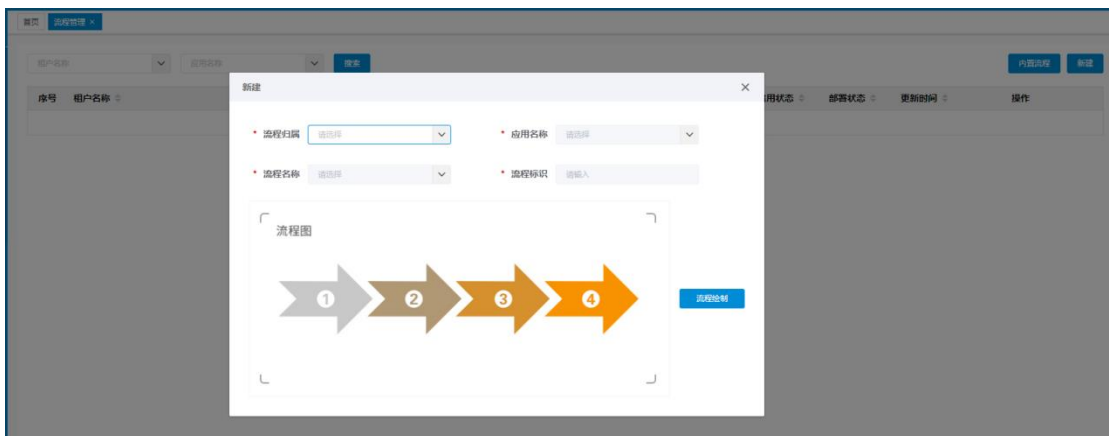 首页 流程管理 ×
租户名称 应用名称 搜索 内置流程 新建
序号 租户名称 用状态 部署状态 更新时间 操作
新建
* 流程归属 请选择 * 应用名称 请选择
* 流程名称 请选择 * 流程标识 请输入
流程图
1 2 3 4
流程绘制